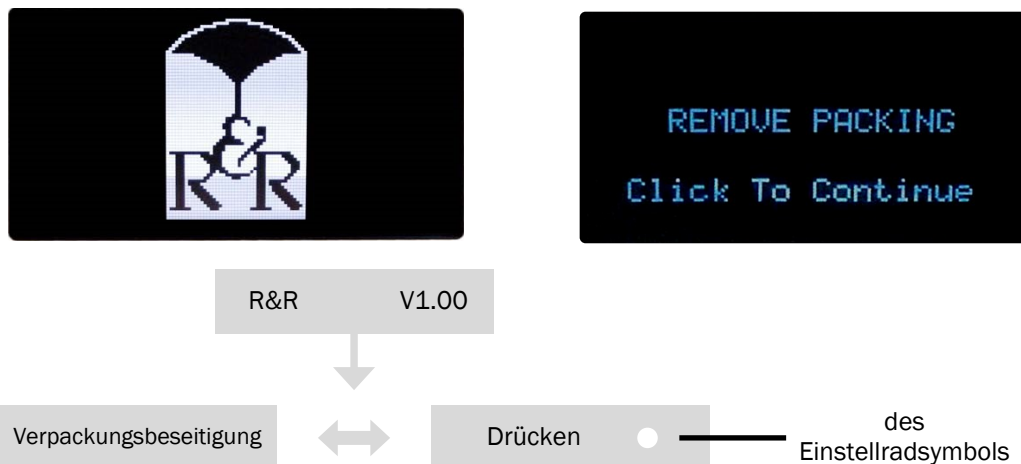 R&R
REMOVE PACKING
Click To Continue
R&R V1.00
Verpackungsbeseitigung
Drücken
des
Einstellradsymbols